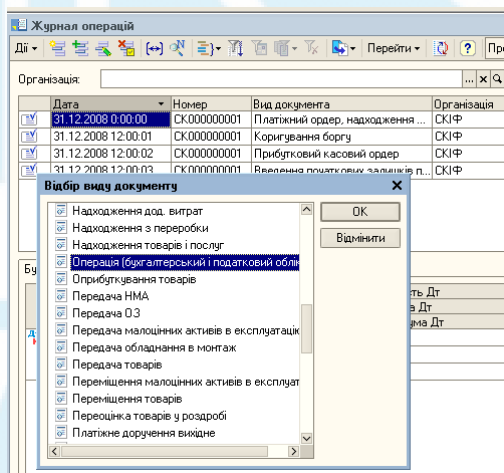 Журнал операцій
Дії Перейти
Організація:
Дата Номер Вид документа Організація
31.12.2008 0:00:00 СК000000001 Платіжний ордер, надходження ... СКІФ
31.12.2008 12:00:01 СК000000001 Коригування боргу СКІФ
31.12.2008 12:00:02 СК000000001 Прибутковий касовий ордер СКІФ
31.12.2008 12:00:03 СК000000001 Введення початкових залишків п... СКІФ
Відбір виду документу
Надходження дод. витрат
Надходження з переробки
Надходження товарів і послуг
Операція (бухгалтерський і податковий облік
Оприбуткування товарів
Передача НМА
Передача ОЗ
Передача малоцінних активів в експлуатацію
Передача обладнання в монтаж
Передача товарів
Переміщення малоцінних активів в експлуат
Переміщення товарів
Переоцінка товарів у роздробі
Платіжне доручення вихідне
ОК
Відмінити